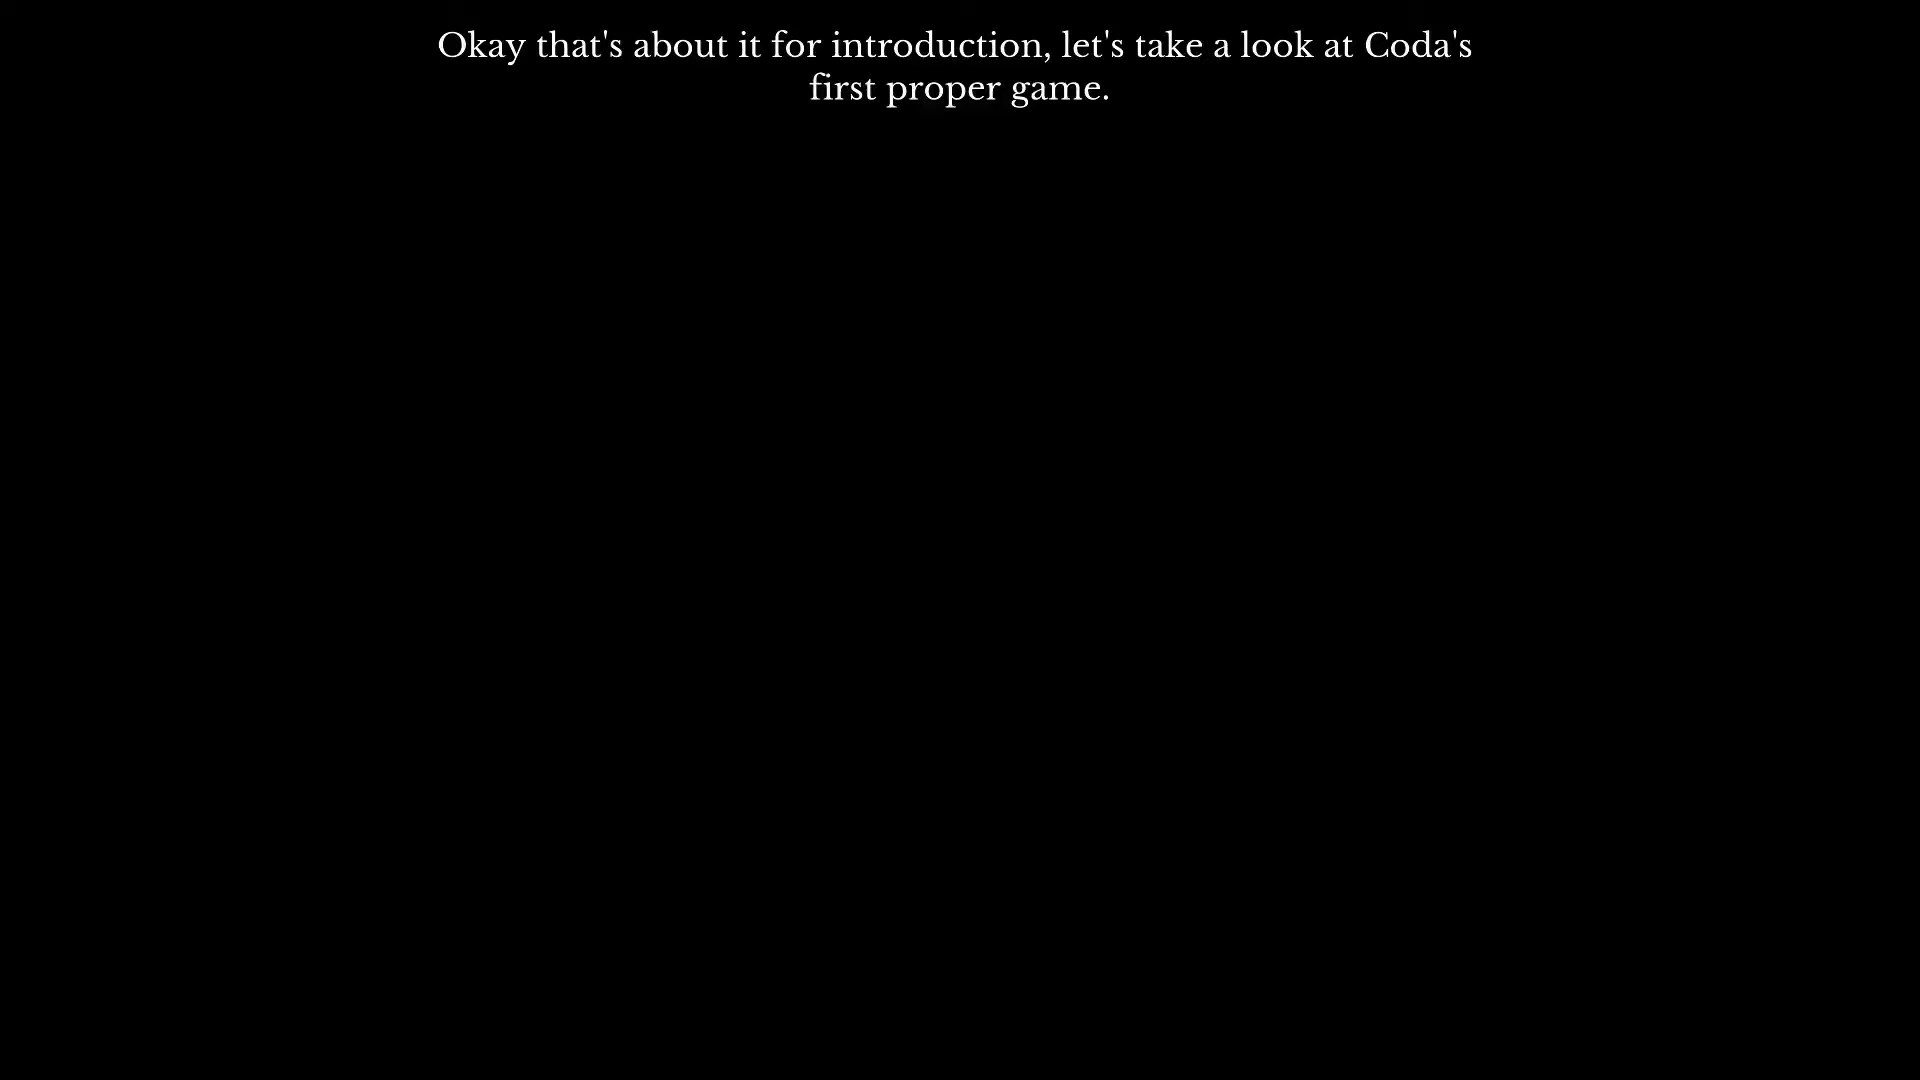 Okay that's about it for introduction, let's take a look at Coda's
first proper game.